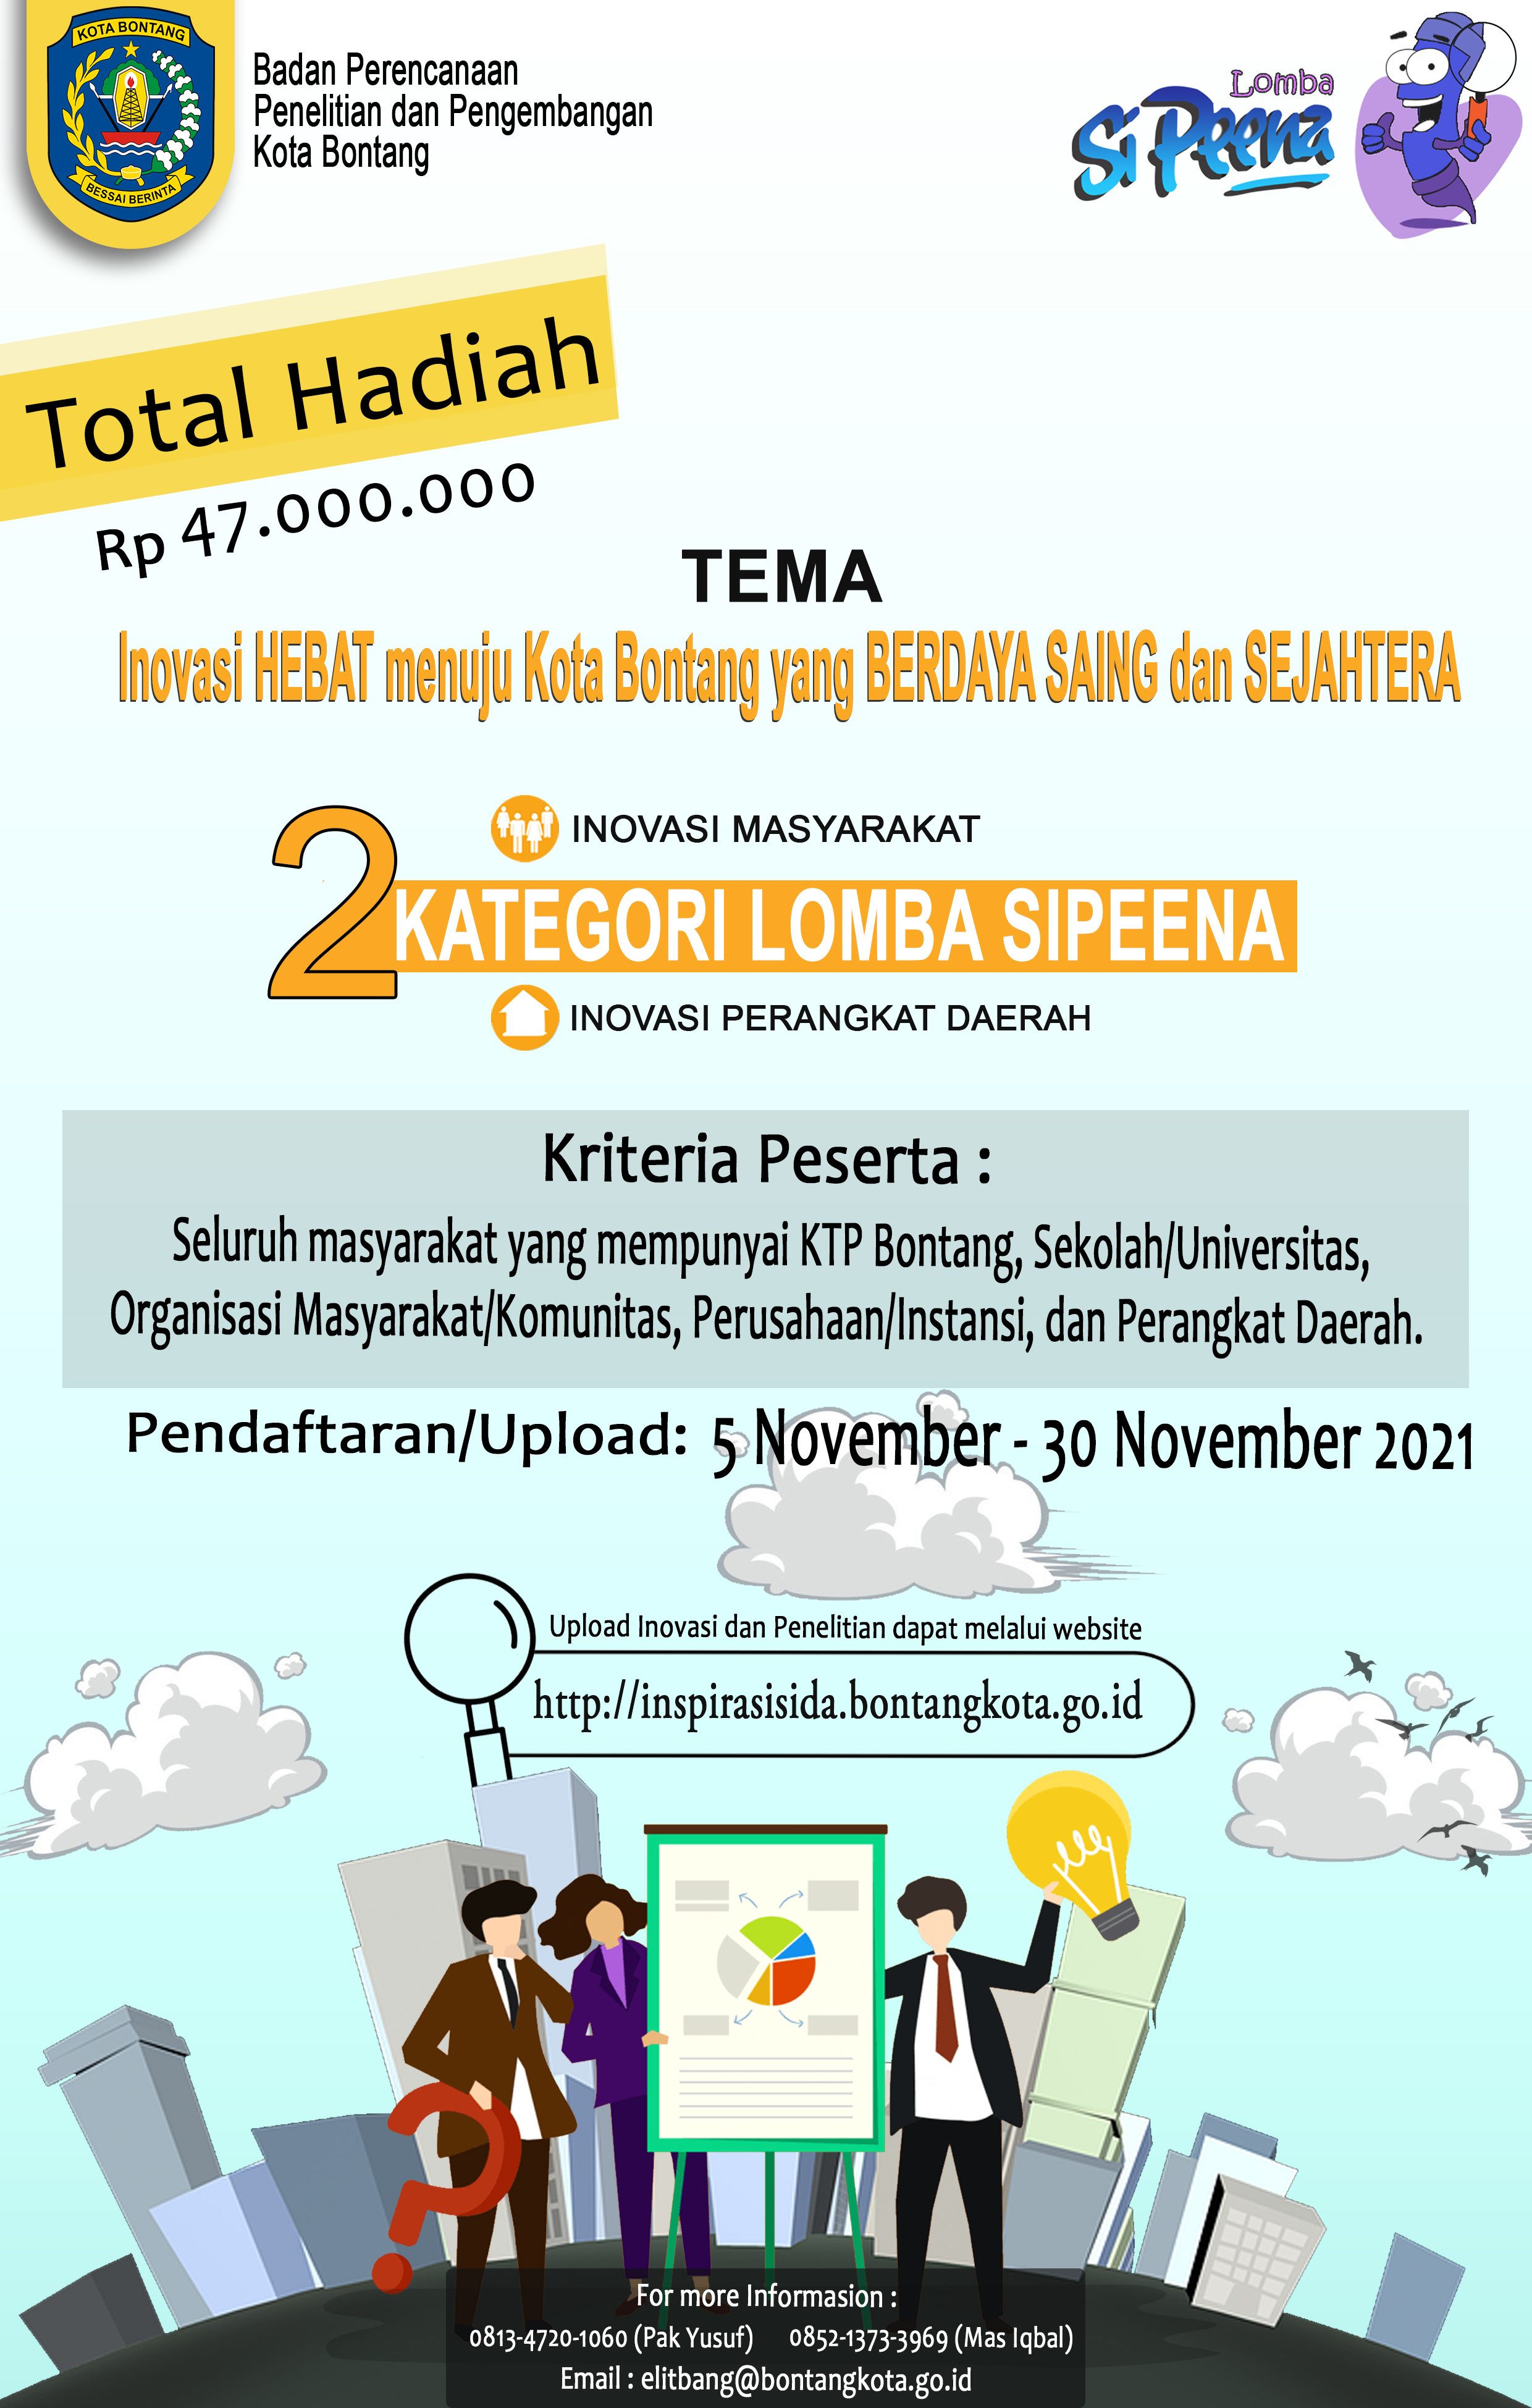 KOTA BONTANG
BESSAI BERINTA
Badan Perencanaan
Penelitian dan Pengembangan
Kota Bontang
Lomba
Si Peena
Total Hadiah
Rp 47.000.000
TEMA
Inovasi HEBAT menuju Kota Bontang yang BERDAYA SAING dan SEJAHTERA
INOVASI MASYARAKAT
2 KATEGORI LOMBA SIPEENA
INOVASI PERANGKAT DAERAH
Kriteria Peserta :
Seluruh masyarakat yang mempunyai KTP Bontang, Sekolah/Universitas,
Organisasi Masyarakat/Komunitas, Perusahaan/Instansi, dan Perangkat Daerah.
Pendaftaran/Upload: 5 November - 30 November 2021
Upload Inovasi dan Penelitian dapat melalui website
http://inspirasisida.bontangkota.go.id
For more Informasion :
0813-4720-1060 (Pak Yusuf) 0852-1373-3969 (Mas Iqbal)
Email : elitbang@bontangkota.go.id